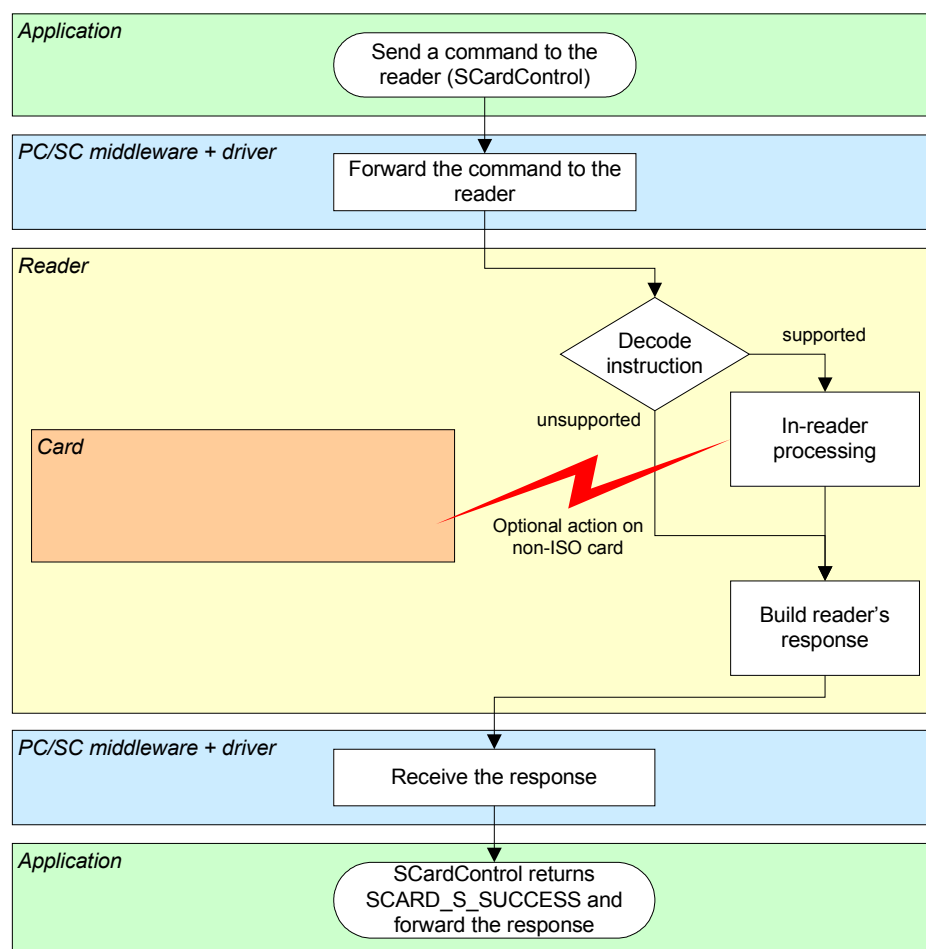 Application
Send a command to the
reader (SCardControl)
PC/SC middleware + driver
Forward the command to the
reader
Reader
Decode
instruction
supported
unsupported
In-reader
processing
Card
Optional action on
non-ISO card
Build reader's
response
PC/SC middleware + driver
Receive the response
Application
SCardControl returns
SCARD_S_SUCCESS and
forward the response